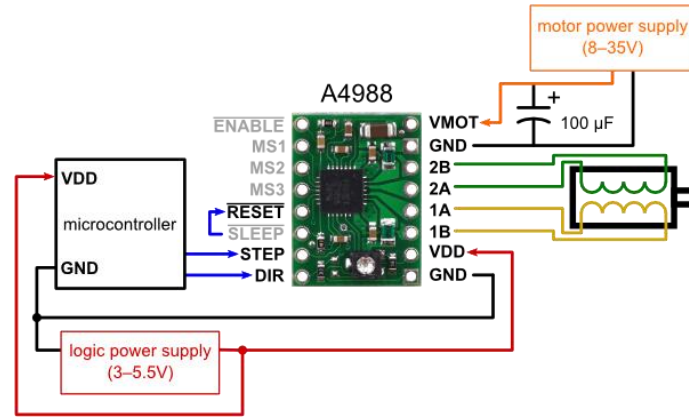 motor power supply
(8–35V)
A4988
ENABLE
MS1
MS2
MS3
RESET
SLEEP
STEP
DIR
VMOT
GND
2B
2A
1A
1B
VDD
GND
+
100 µF
VDD
microcontroller
GND
logic power supply
(3–5.5V)